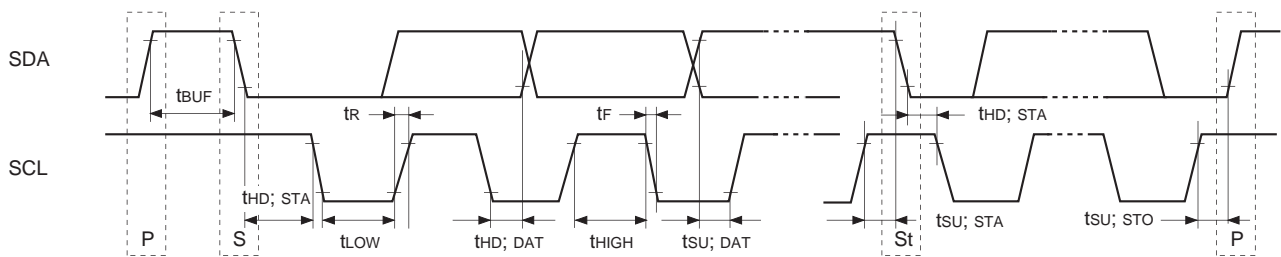 SDA
tBUF
tR
tF
tHD; STA
SCL
tHD; STA
tSU; STA
tSU; STO
P
S
tLOW
tHD; DAT
tHIGH
tSU; DAT
St
P